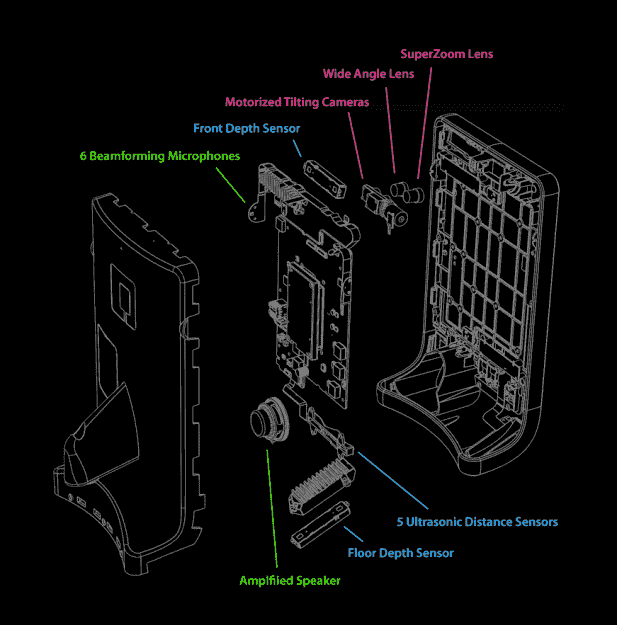 SuperZoom Lens
Wide Angle Lens
Motorized Tilting Cameras
Front Depth Sensor
6 Beamforming Microphones
5 Ultrasonic Distance Sensors
Floor Depth Sensor
Amplified Speaker